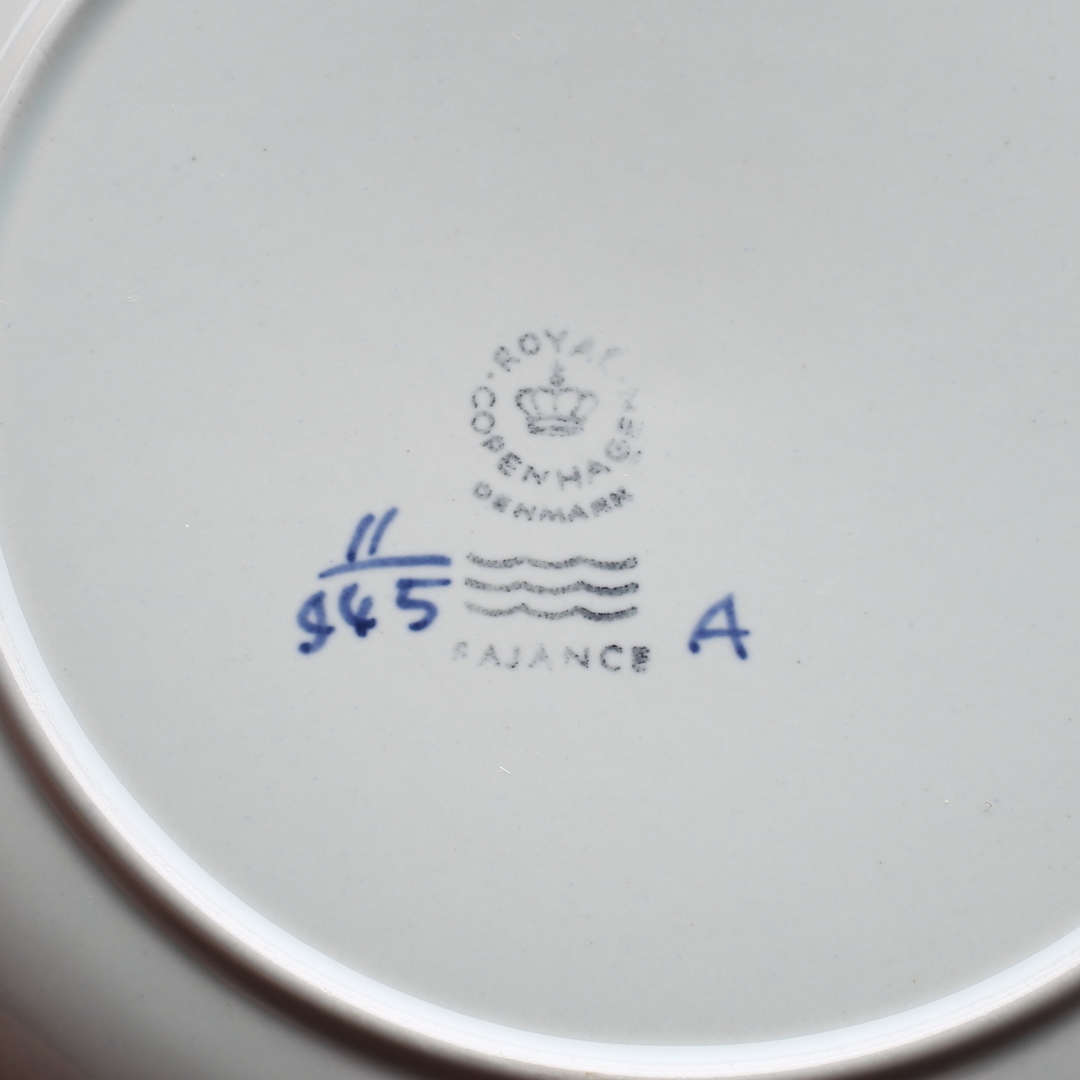 ROYAL
COPENHAGEN
DENMARK
11
945
FAJANCE
A